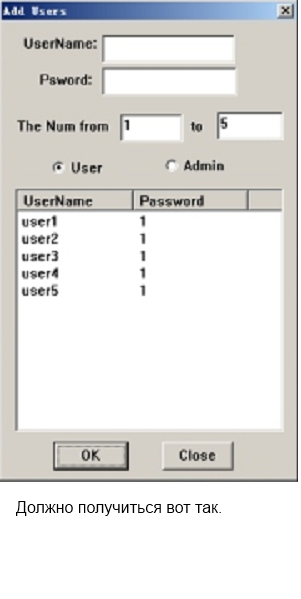 Add Users
UserName:
Psword:
The Num from 1 to 5
User Admin
UserName Password
user1 1
user2 1
user3 1
user4 1
user5 1
OK Close
Должно получиться вот так.